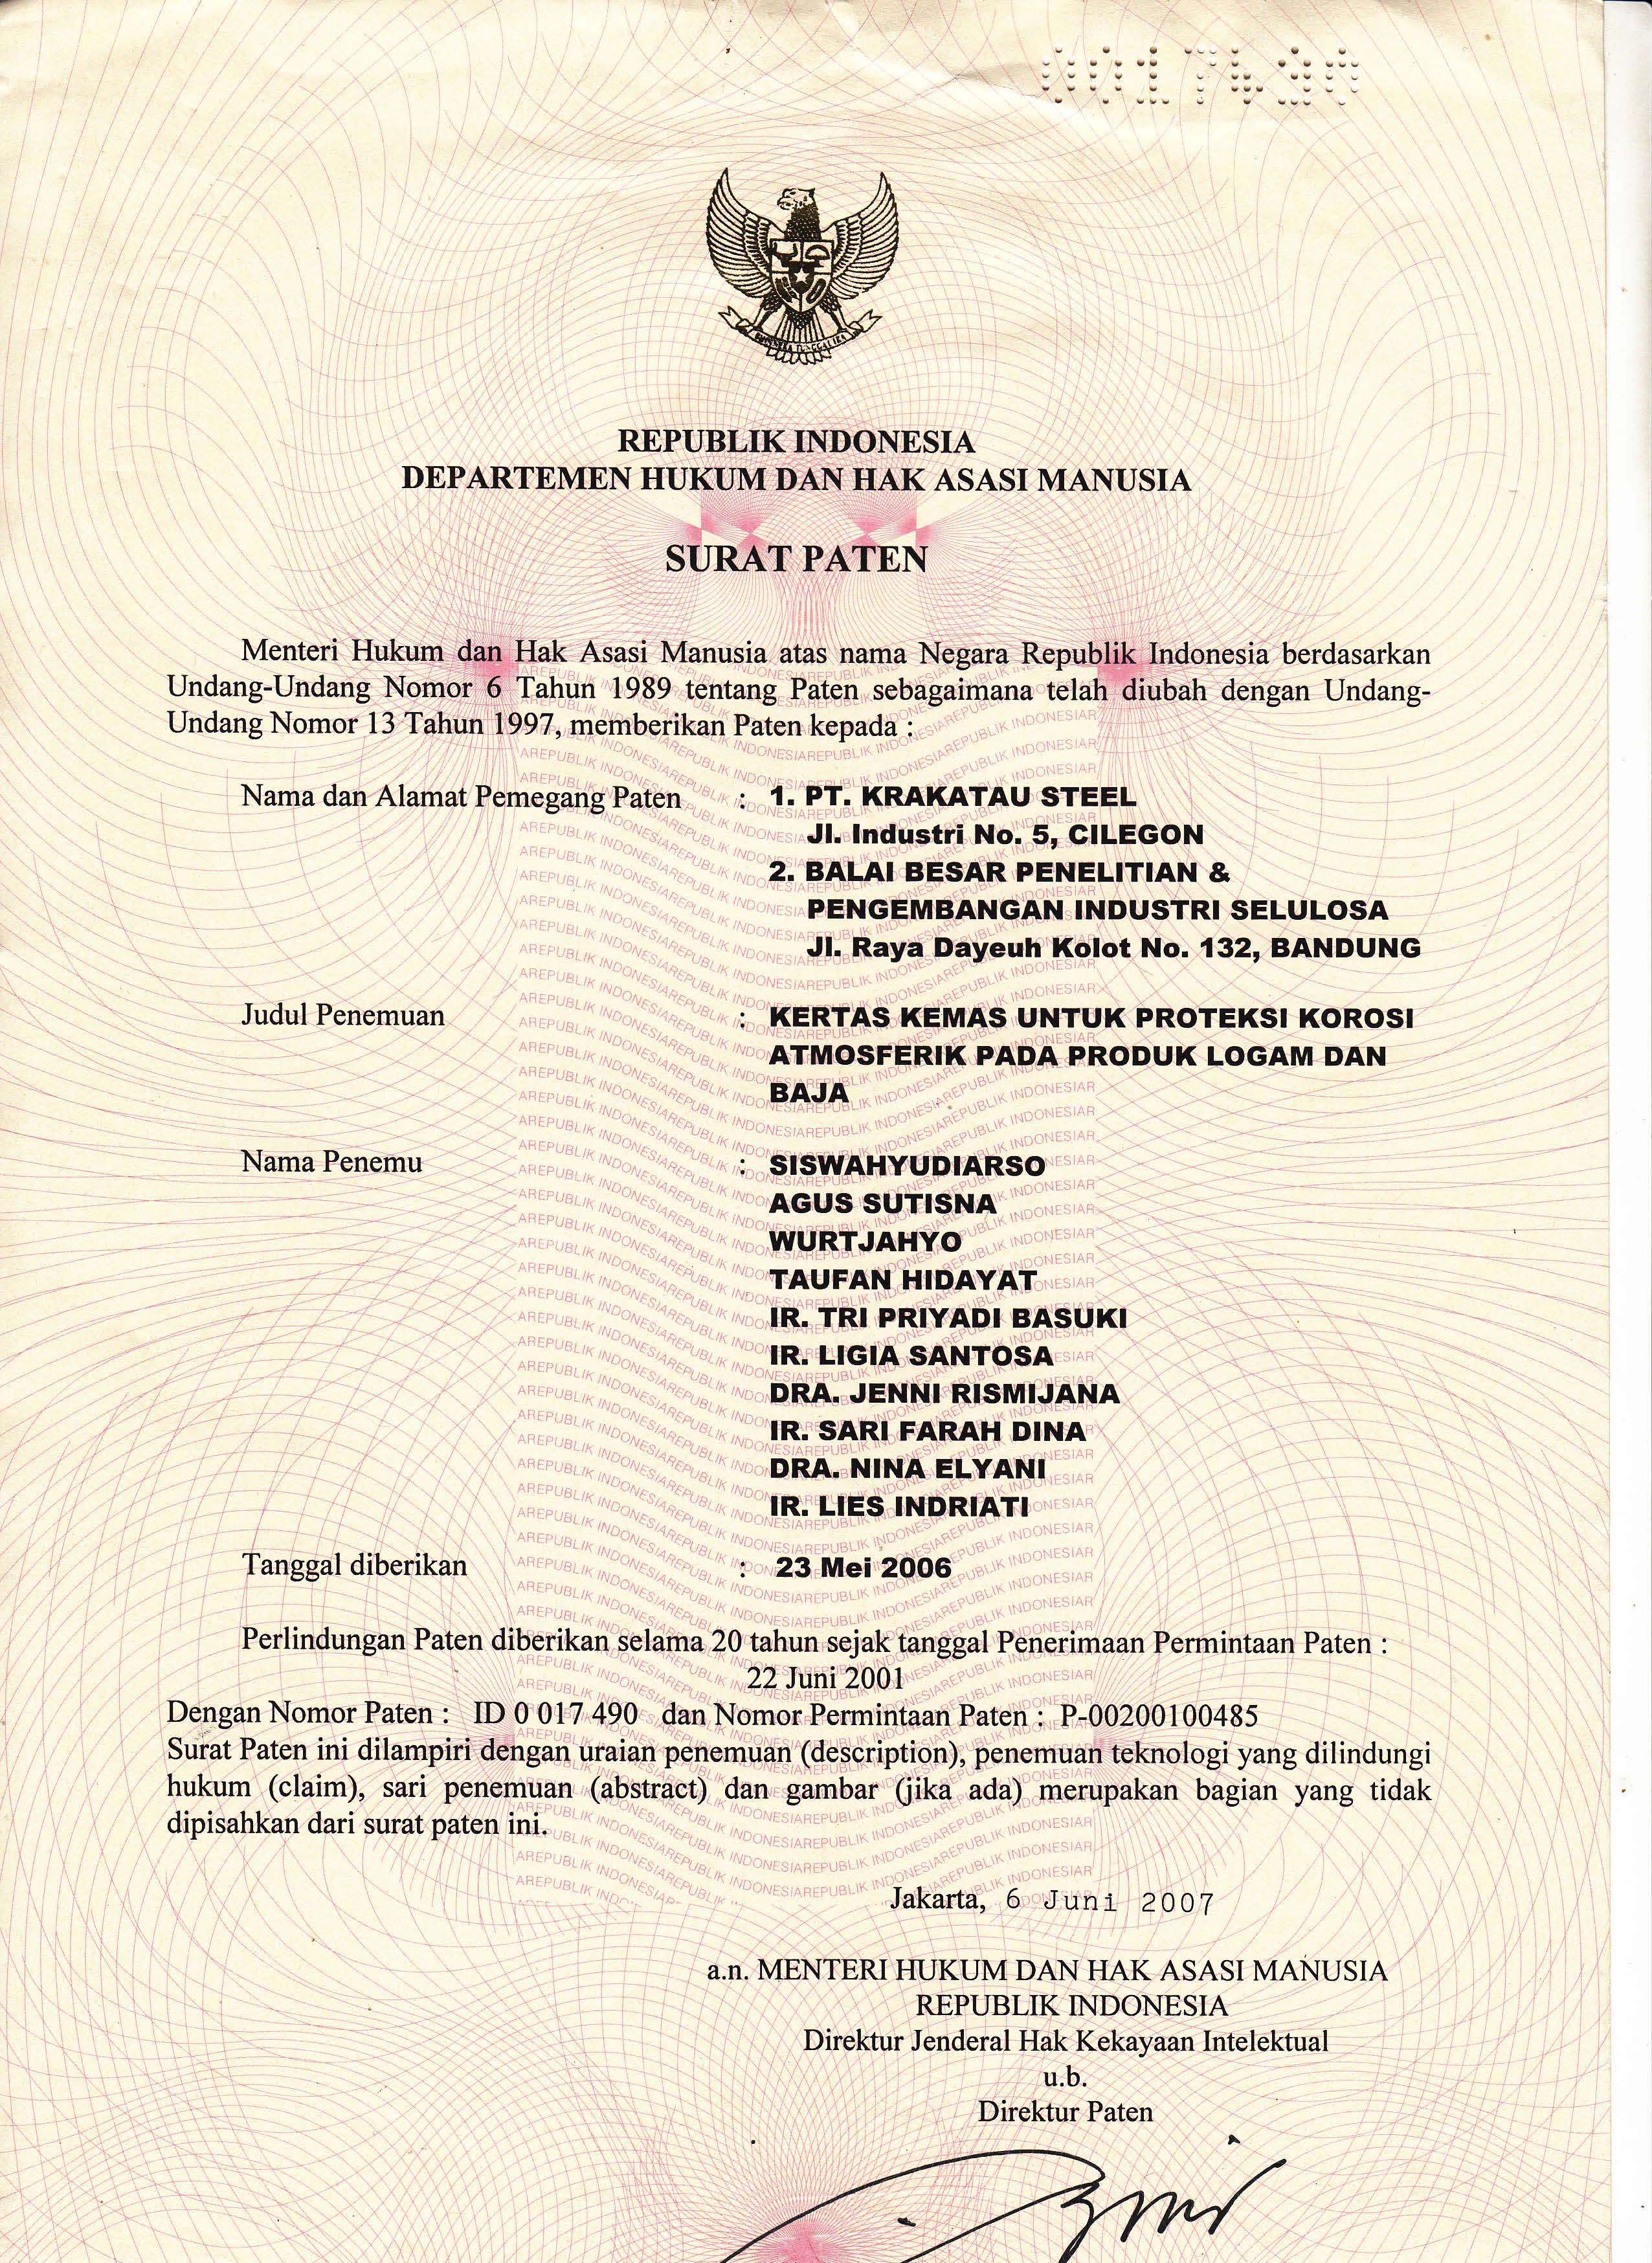 0017490
BHINNEKA TUNGGAL IKA
REPUBLIK INDONESIA
DEPARTEMEN HUKUM DAN HAK ASASI MANUSIA
SURAT PATEN
Menteri Hukum dan Hak Asasi Manusia atas nama Negara Republik Indonesia berdasarkan
Undang-Undang Nomor 6 Tahun 1989 tentang Paten sebagaimana telah diubah dengan Undang-
Undang Nomor 13 Tahun 1997, memberikan Paten kepada :
Nama dan Alamat Pemegang Paten : 1. PT. KRAKATAU STEEL
Jl. Industri No. 5, CILEGON
2. BALAI BESAR PENELITIAN &
PENGEMBANGAN INDUSTRI SELULOSA
Jl. Raya Dayeuh Kolot No. 132, BANDUNG
Judul Penemuan : KERTAS KEMAS UNTUK PROTEKSI KOROSI
ATMOSFERIK PADA PRODUK LOGAM DAN
BAJA
Nama Penemu : SISWAHYUDIARSO
AGUS SUTISNA
WURTJAHYO
TAUFAN HIDAYAT
IR. TRI PRIYADI BASUKI
IR. LIGIA SANTOSA
DRA. JENNI RISMIJANA
IR. SARI FARAH DINA
DRA. NINA ELYANI
IR. LIES INDRIATI
Tanggal diberikan : 23 Mei 2006
Perlindungan Paten diberikan selama 20 tahun sejak tanggal Penerimaan Permintaan Paten :
22 Juni 2001
Dengan Nomor Paten : ID 0 017 490 dan Nomor Permintaan Paten : P-00200100485
Surat Paten ini dilampiri dengan uraian penemuan (description), penemuan teknologi yang dilindungi
hukum (claim), sari penemuan (abstract) dan gambar (jika ada) merupakan bagian yang tidak
dipisahkan dari surat paten ini.
Jakarta, 6 Juni 2007
a.n. MENTERI HUKUM DAN HAK ASASI MANUSIA
REPUBLIK INDONESIA
Direktur Jenderal Hak Kekayaan Intelektual
u.b.
Direktur Paten